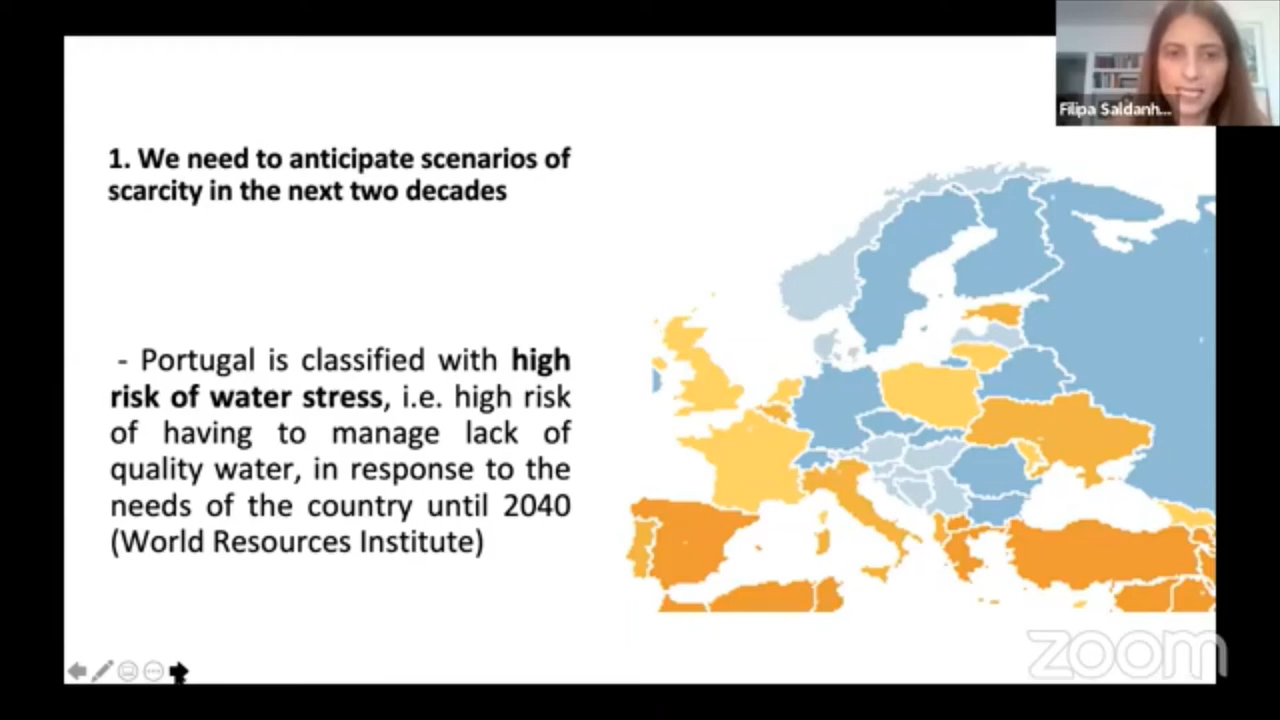 Filipa Saldanh...
1. We need to anticipate scenarios of
scarcity in the next two decades
- Portugal is classified with high
risk of water stress, i.e. high risk
of having to manage lack of
quality water, in response to the
needs of the country until 2040
(World Resources Institute)
zoom